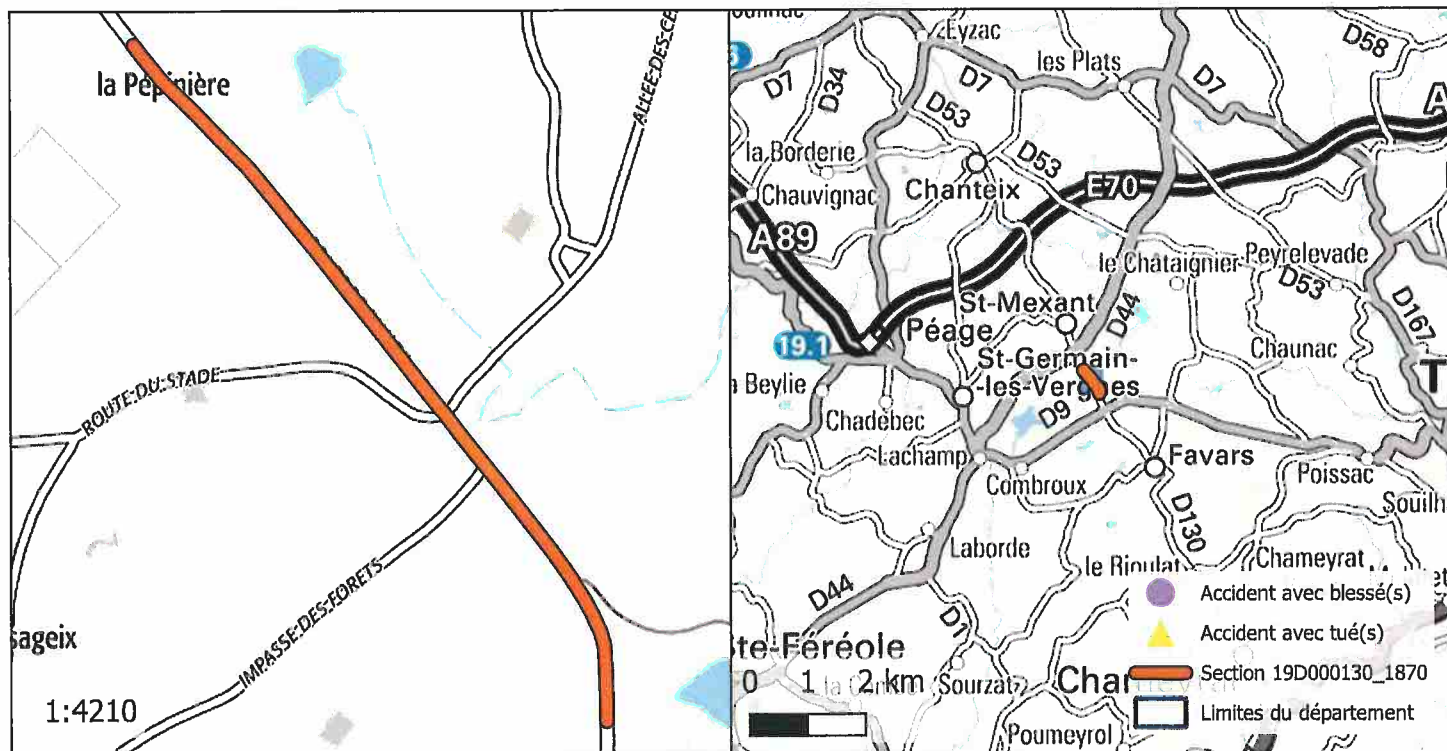 la Pépinière
ALLEE-DES-CE
ROUTE-DU-STADE
IMPASSE-DES-FORETS
sageix
1:4210
Eyzac
D58
les Plats
D7
D34
D7
D7
D53
A
la Borderie
D53
Chanteix
E70
Chauvignac
A89
Peyrelevade
le Chataignier
D53
St-Mexant
D44
D167
Péage
19.1
St-Germain-
-les-Vergnes
Chaunac
T
a Beylie
D9
Chadebec
Lachamp
Favars
Combroux
Poissac
Souilh
D130
Laborde
le Rioulat
Chameyrat
D44
D1
Accident avec blessé(s)
Accident avec tué(s)
te-Féréole
Section 19D000130_1870
0 1 2 km
Sourzat
Limites du département
Poumeyrol